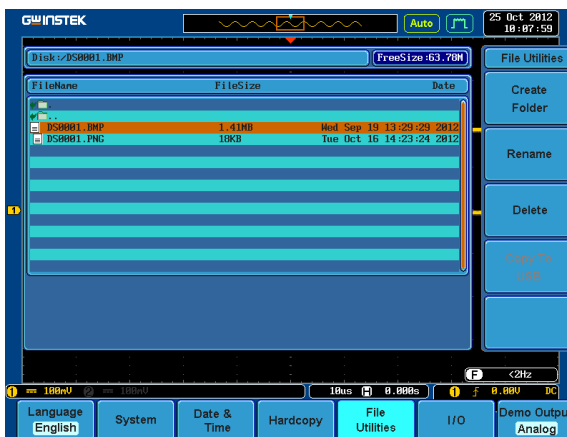 GWINSTEK
Auto
25 Oct 2012
10:07:59
Disk:/DS0001.BMP
FreeSize:63.78M
File Utilities
FileName FileSize Date
.
..
DS0001.BMP 1.41MB Wed Sep 19 13:29:29 2012
DS0001.PNG 18KB Tue Oct 16 14:23:24 2012
Create
Folder
Rename
Delete
Copy To
USB
1
F <2Hz
1 100mV 2 100mV 10us H 0.000s 1 0.00V DC
Language
English
System
Date &
Time
Hardcopy
File
Utilities
I/O
Demo Outpu
Analog